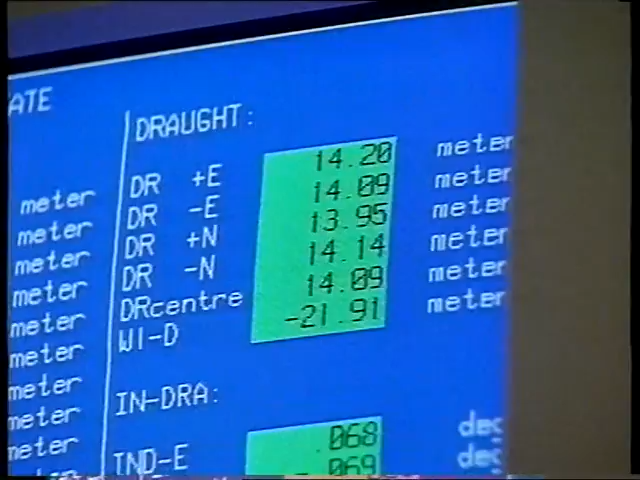 ATE
DRAUGHT:
meter DR +E 14.20 meter
meter DR -E 14.09 meter
meter DR +N 13.95 meter
meter DR -N 14.14 meter
meter DRcentre 14.09 meter
meter WI-D -21.91 meter
meter
meter IN-DRA:
meter IND-E .068 deg
.069 deg